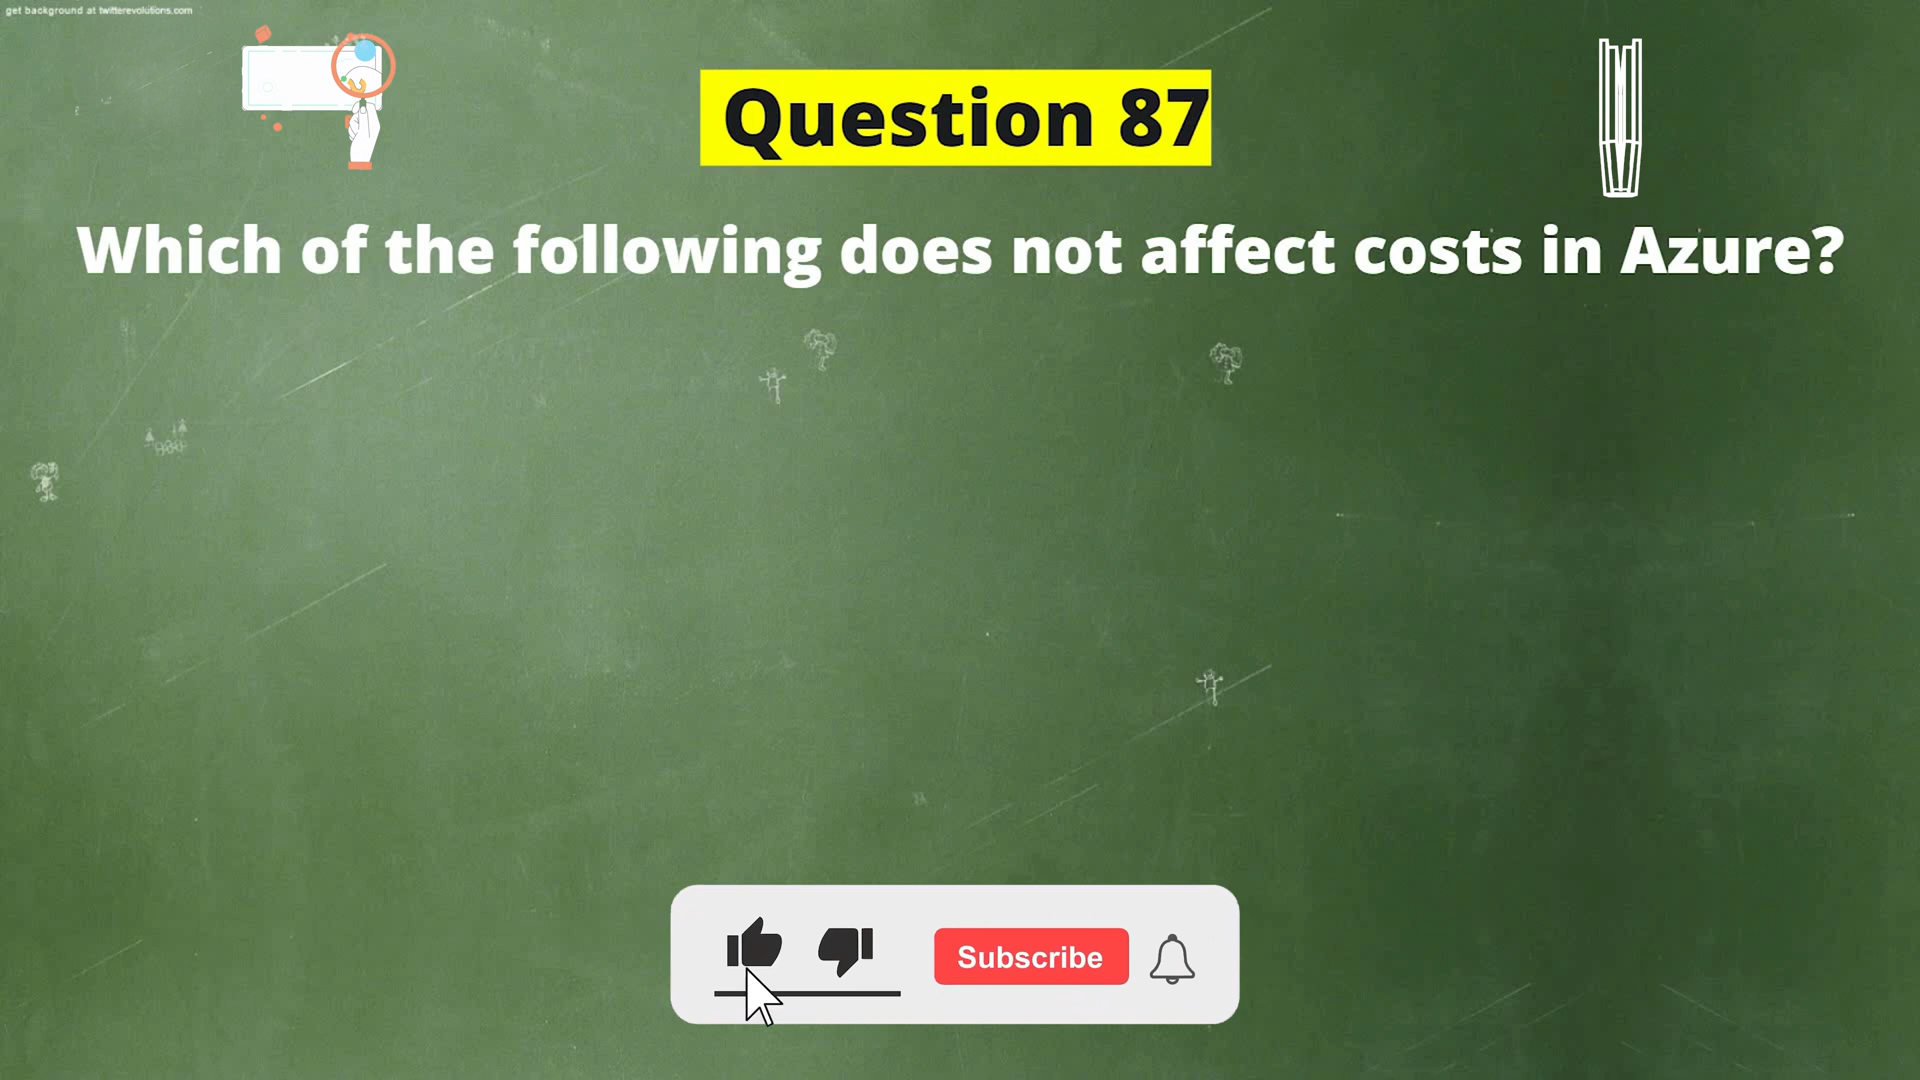 get background at twitterevolutions.com
Question 87
Which of the following does not affect costs in Azure?
Subscribe